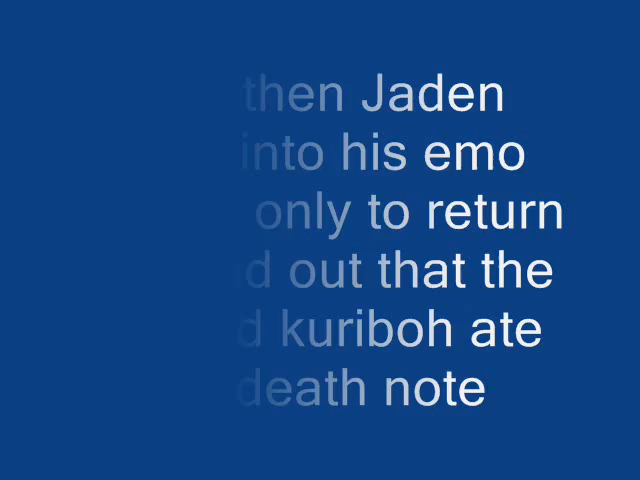 then Jaden
into his emo
only to return
out that the
kuriboh ate
death note